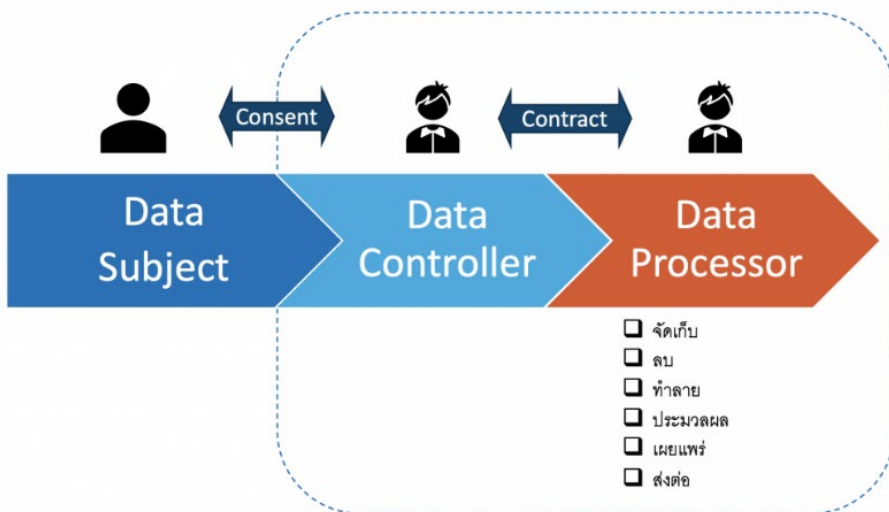 Consent
Contract
Data
Subject
Data
Controller
Data
Processor
จัดเก็บ
ลบ
ทำลาย
ประมวลผล
เผยแพร่
ส่งต่อ